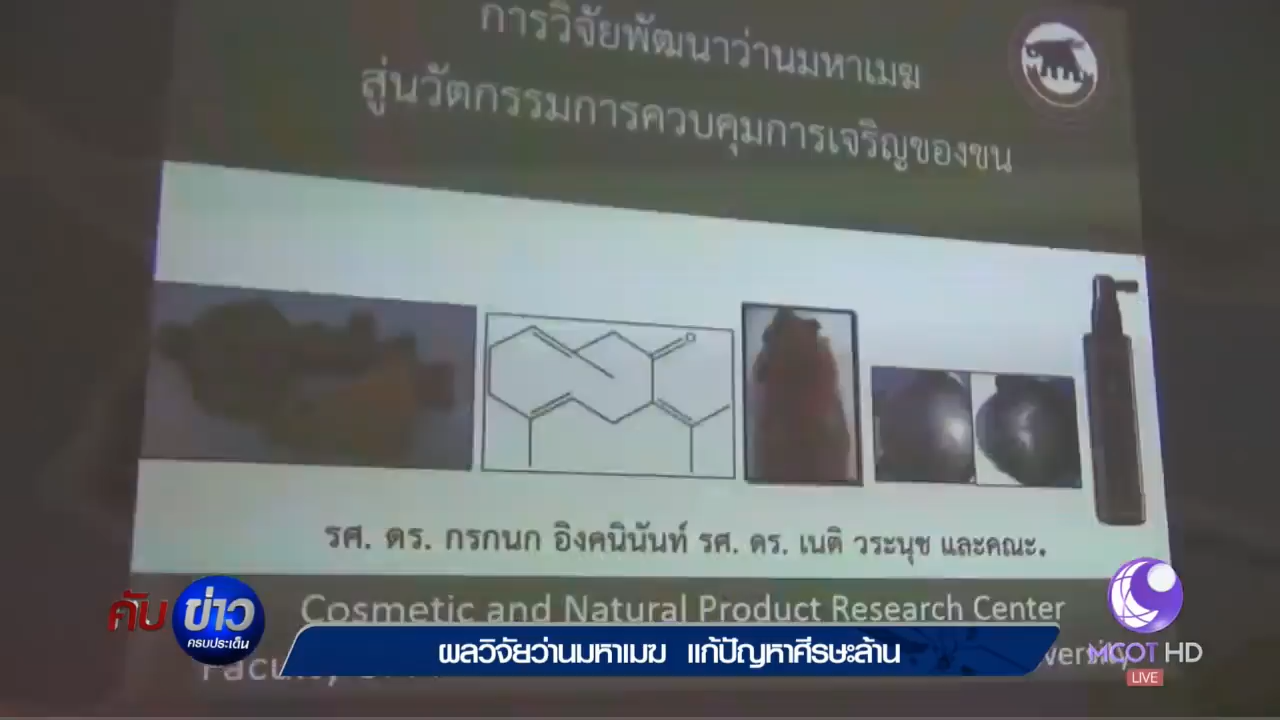 การวิจัยพัฒนาว่านมหาเมฆ
สู่นวัตกรรมการควบคุมการเจริญของขน
O
รศ. ดร. กรกนก อิงคนินันท์ รศ. ดร. เนติ วระนุช และคณะ.
Cosmetic and Natural Product Research Center
คับ ข่าว
ครบประเด็น
ผลวิจัยว่านมหาเมฆ แก้ปัญหาศีรษะล้าน
MCOT HD
LIVE